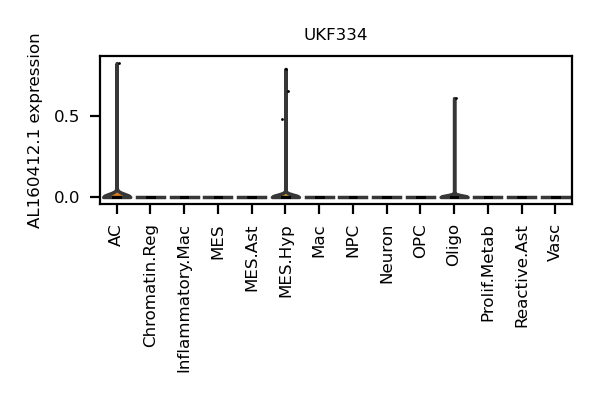 UKF334
AL160412.1 expression
0.5
0.0
AC
Chromatin.Reg
Inflammatory.Mac
MES
MES.Ast
MES.Hyp
Mac
NPC
Neuron
OPC
Oligo
Prolif.Metab
Reactive.Ast
Vasc